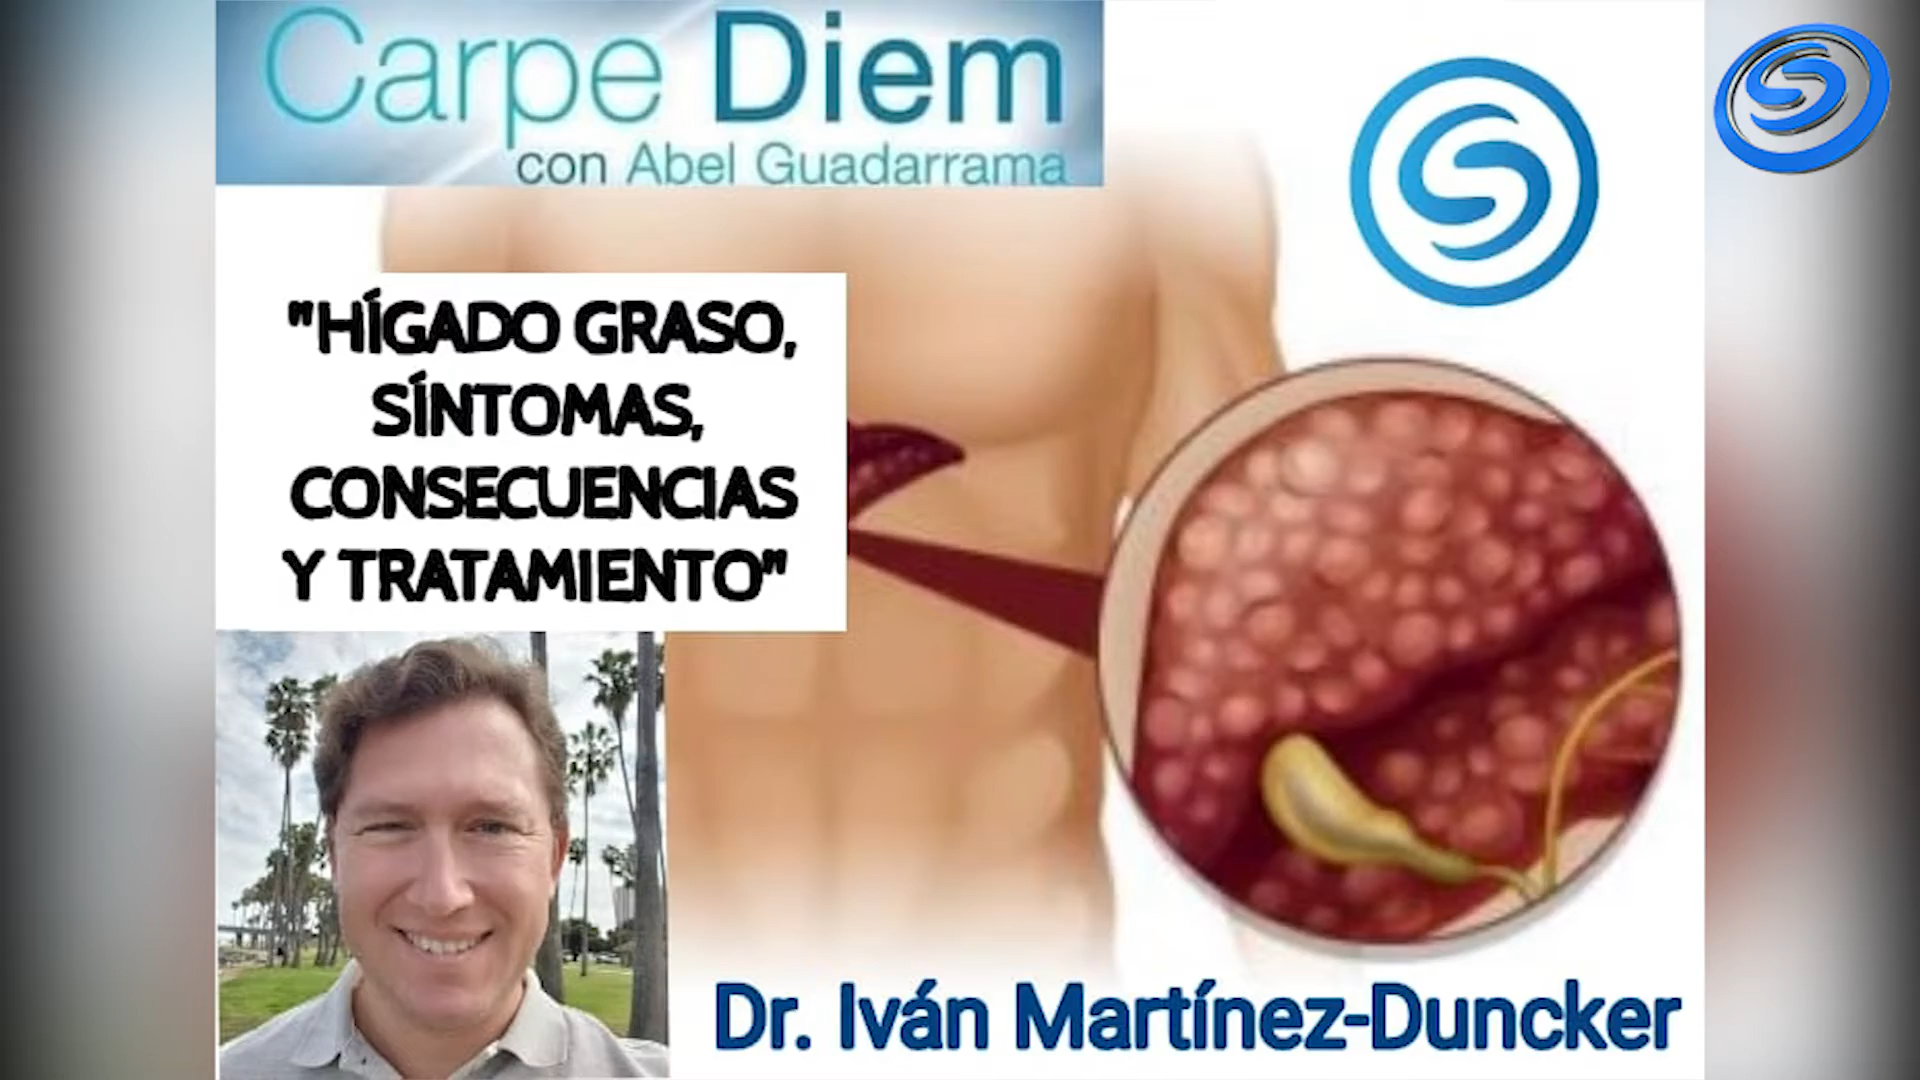 Carpe Diem
con Abel Guadarrama
"HÍGADO GRASO,
SÍNTOMAS,
CONSECUENCIAS
Y TRATAMIENTO"
Dr. Iván Martínez-Duncker